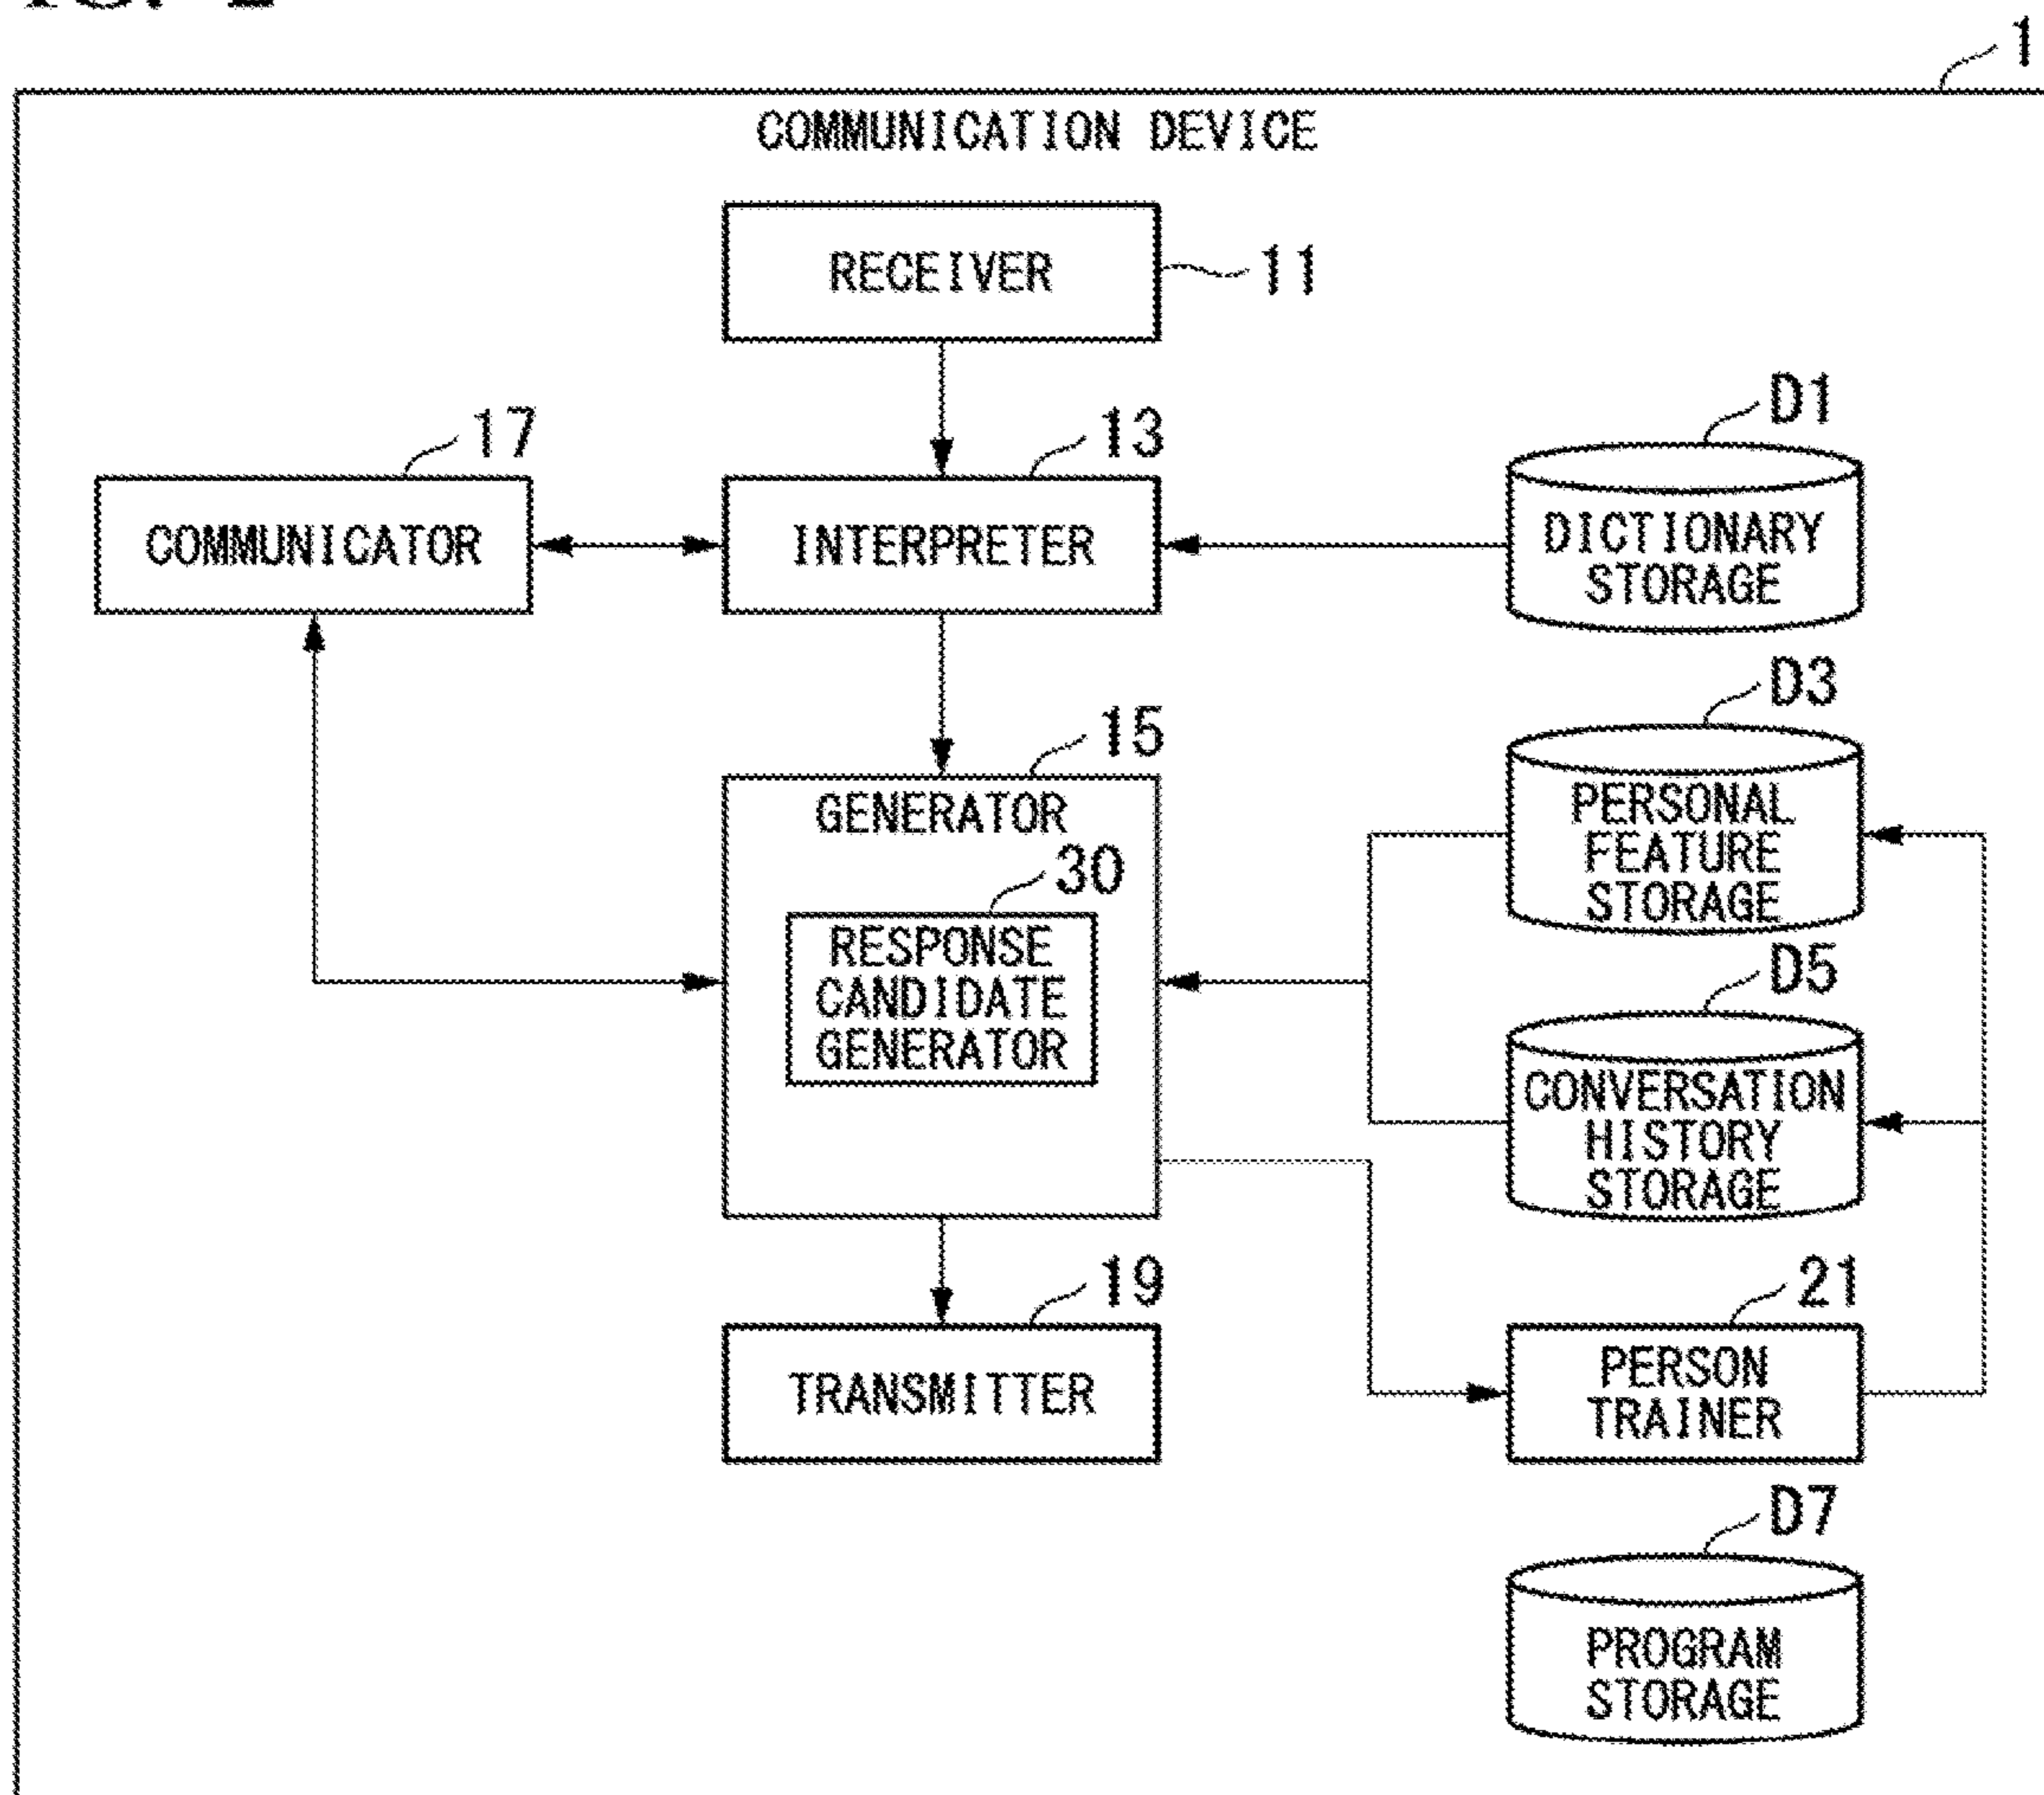 1
COMMUNICATION DEVICE
RECEIVER
11
D1
17
13
COMMUNICATOR
INTERPRETER
DICTIONARY
STORAGE
D3
15
GENERATOR
PERSONAL
FEATURE
STORAGE
30
RESPONSE
CANDIDATE
GENERATOR
D5
CONVERSATION
HISTORY
STORAGE
19
21
TRANSMITTER
PERSON
TRAINER
D7
PROGRAM
STORAGE